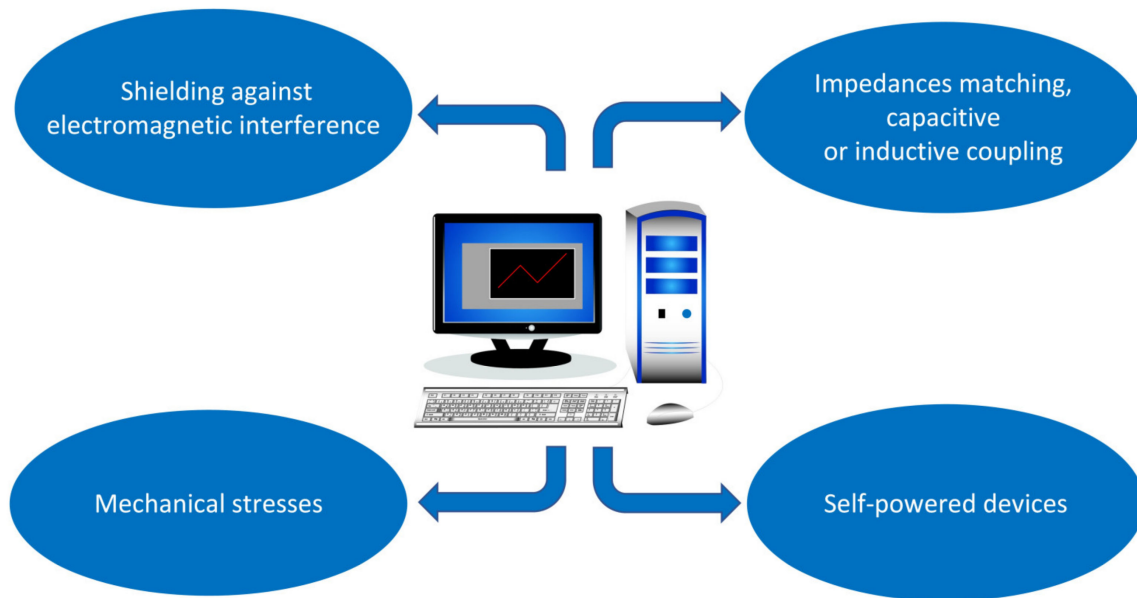 Shielding against
electromagnetic interference
Impedances matching,
capacitive
or inductive coupling
Mechanical stresses
Self-powered devices